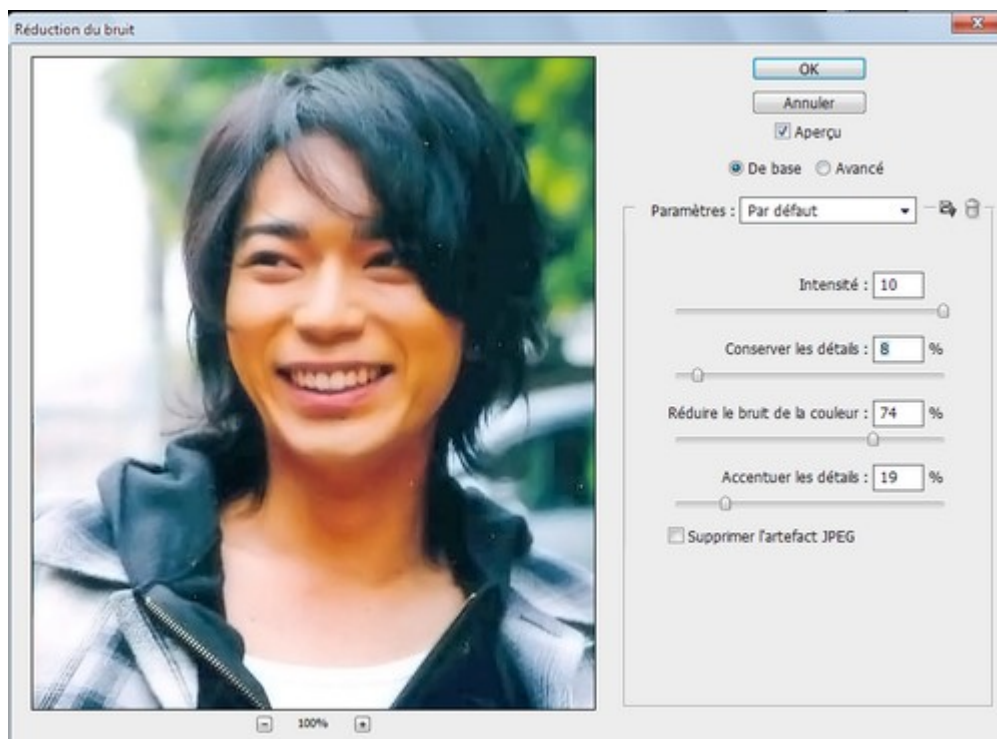 Réduction du bruit
OK
Annuler
Aperçu
De base Avancé
Paramètres : Par défaut
Intensité : 10
Conserver les détails : 8 %
Réduire le bruit de la couleur : 74 %
Accentuer les détails : 19 %
Supprimer l'artefact JPEG
100%